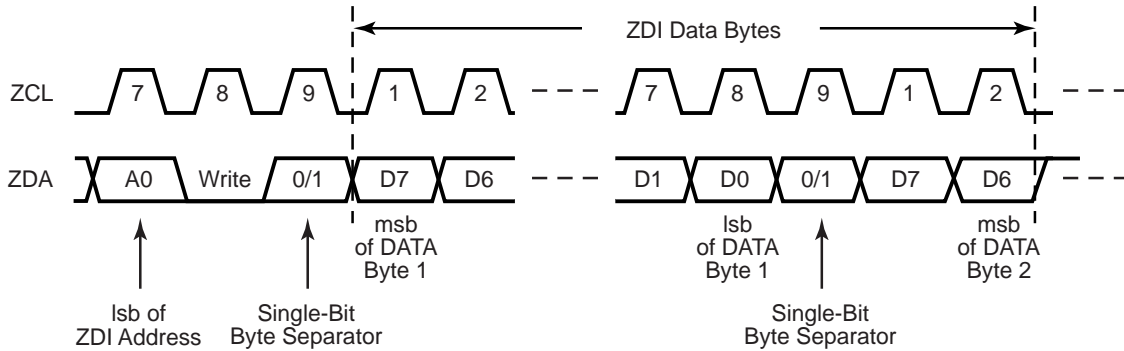 ZDI Data Bytes
ZCL 7 8 9 1 2 7 8 9 1 2
ZDA A0 Write 0/1 D7 D6 D1 D0 0/1 D7 D6
msb
of DATA
Byte 1
lsb
of DATA
Byte 1
msb
of DATA
Byte 2
lsb of
ZDI Address
Single-Bit
Byte Separator
Single-Bit
Byte Separator